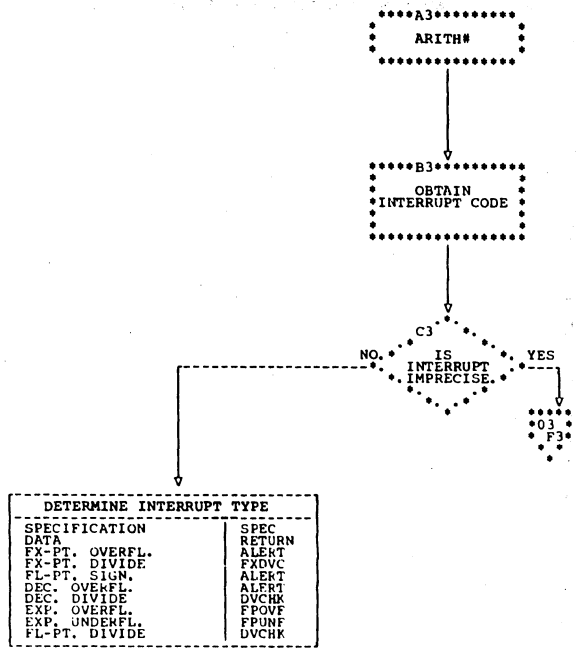 A3
ARITH#
B3
OBTAIN
INTERRUPT CODE
C3
NO
IS
INTERRUPT
IMPRECISE
YES
03
F3
DETERMINE INTERRUPT TYPE
SPECIFICATION SPEC
DATA RETURN
FX-PT. OVERFL. ALERT
FX-PT. DIVIDE FXDVC
FL-PT. SIGN. ALERT
DEC. OVERFL. ALERT
DEC. DIVIDE DVCHK
EXP. OVERFL. FPOVF
EXP. UNDERFL. FPUNF
FL-PT. DIVIDE DVCHK